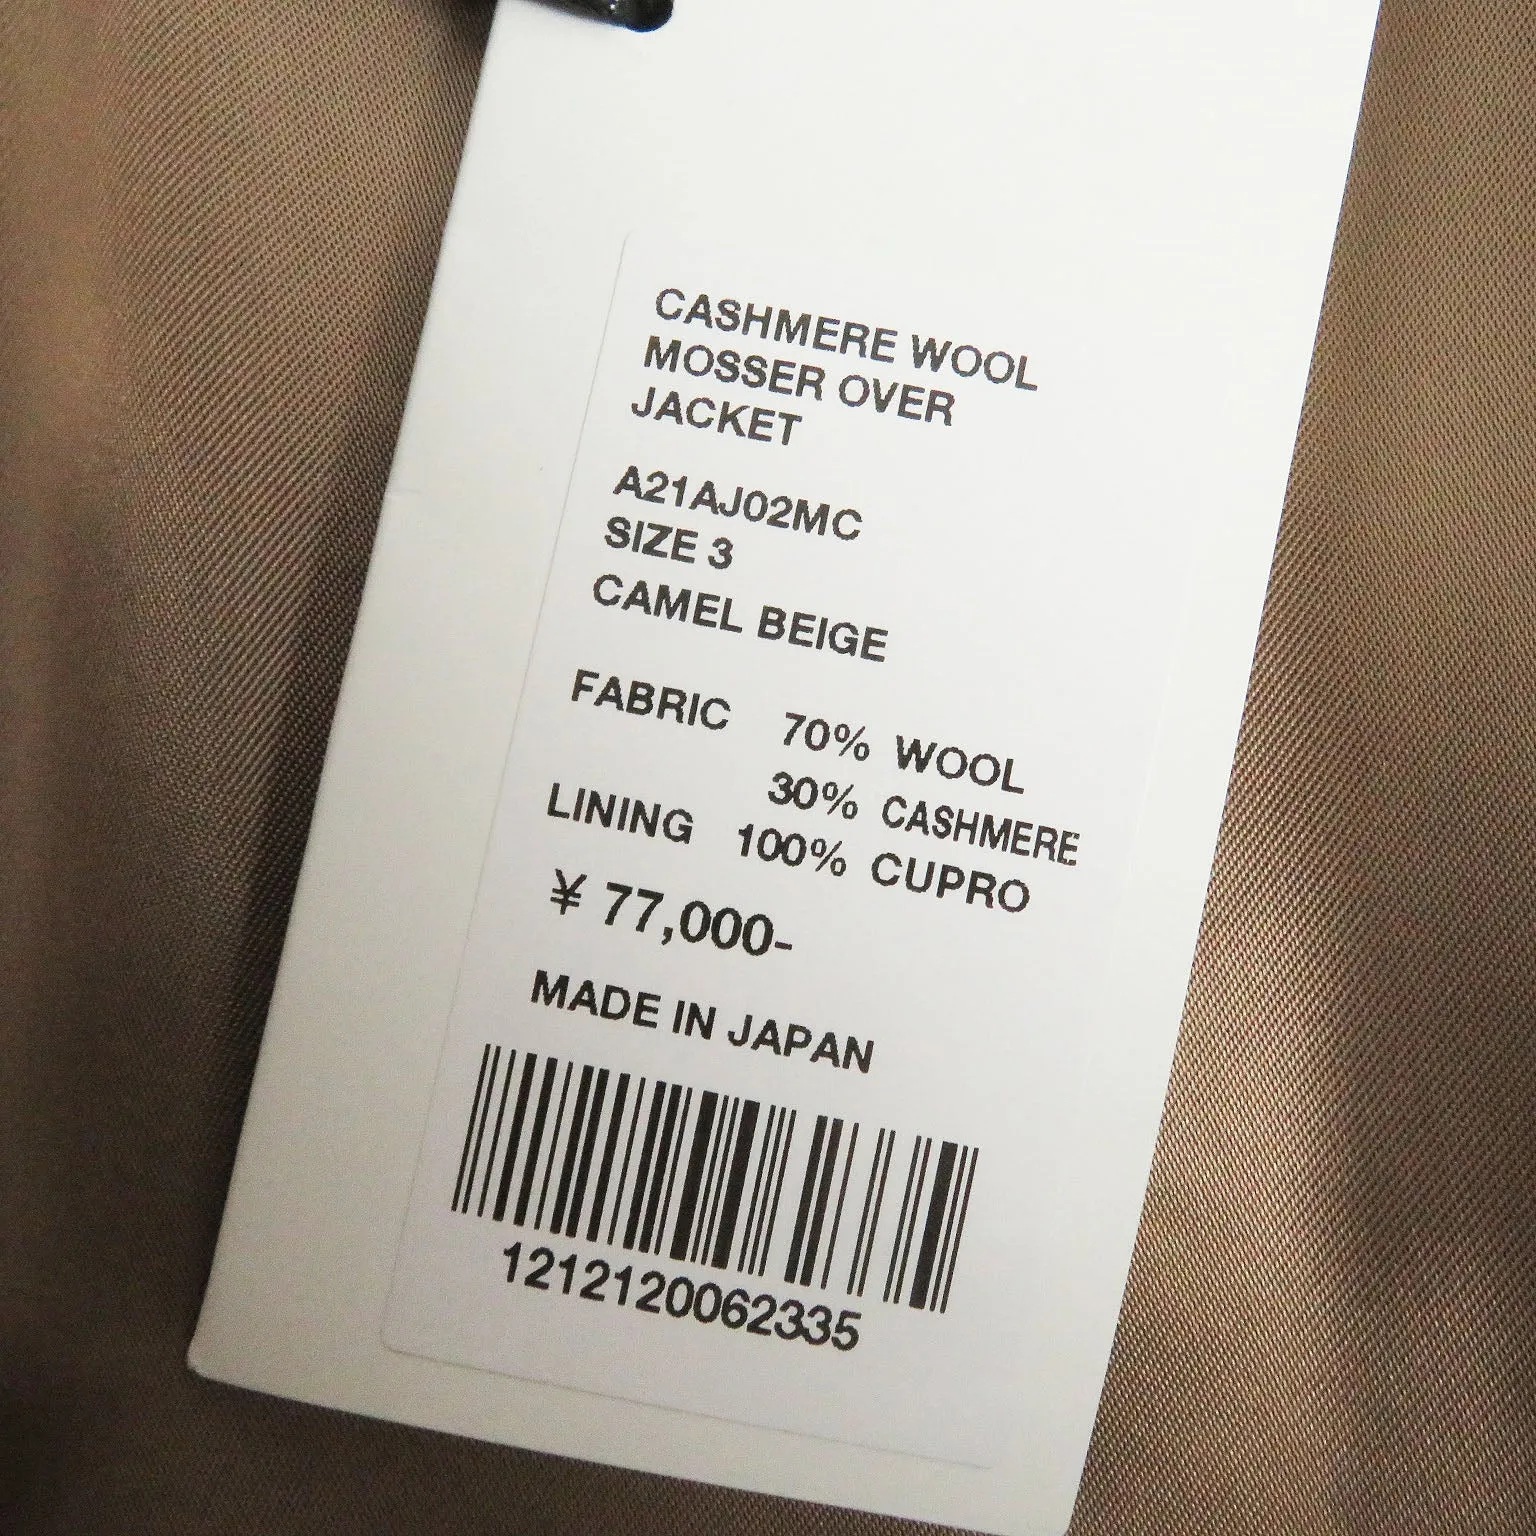 CASHMERE WOOL
MOSSER OVER
JACKET
A21AJ02MC
SIZE 3
CAMEL BEIGE
FABRIC 70% WOOL
30% CASHMERE
LINING 100% CUPRO
¥ 77,000-
MADE IN JAPAN
1212120062335